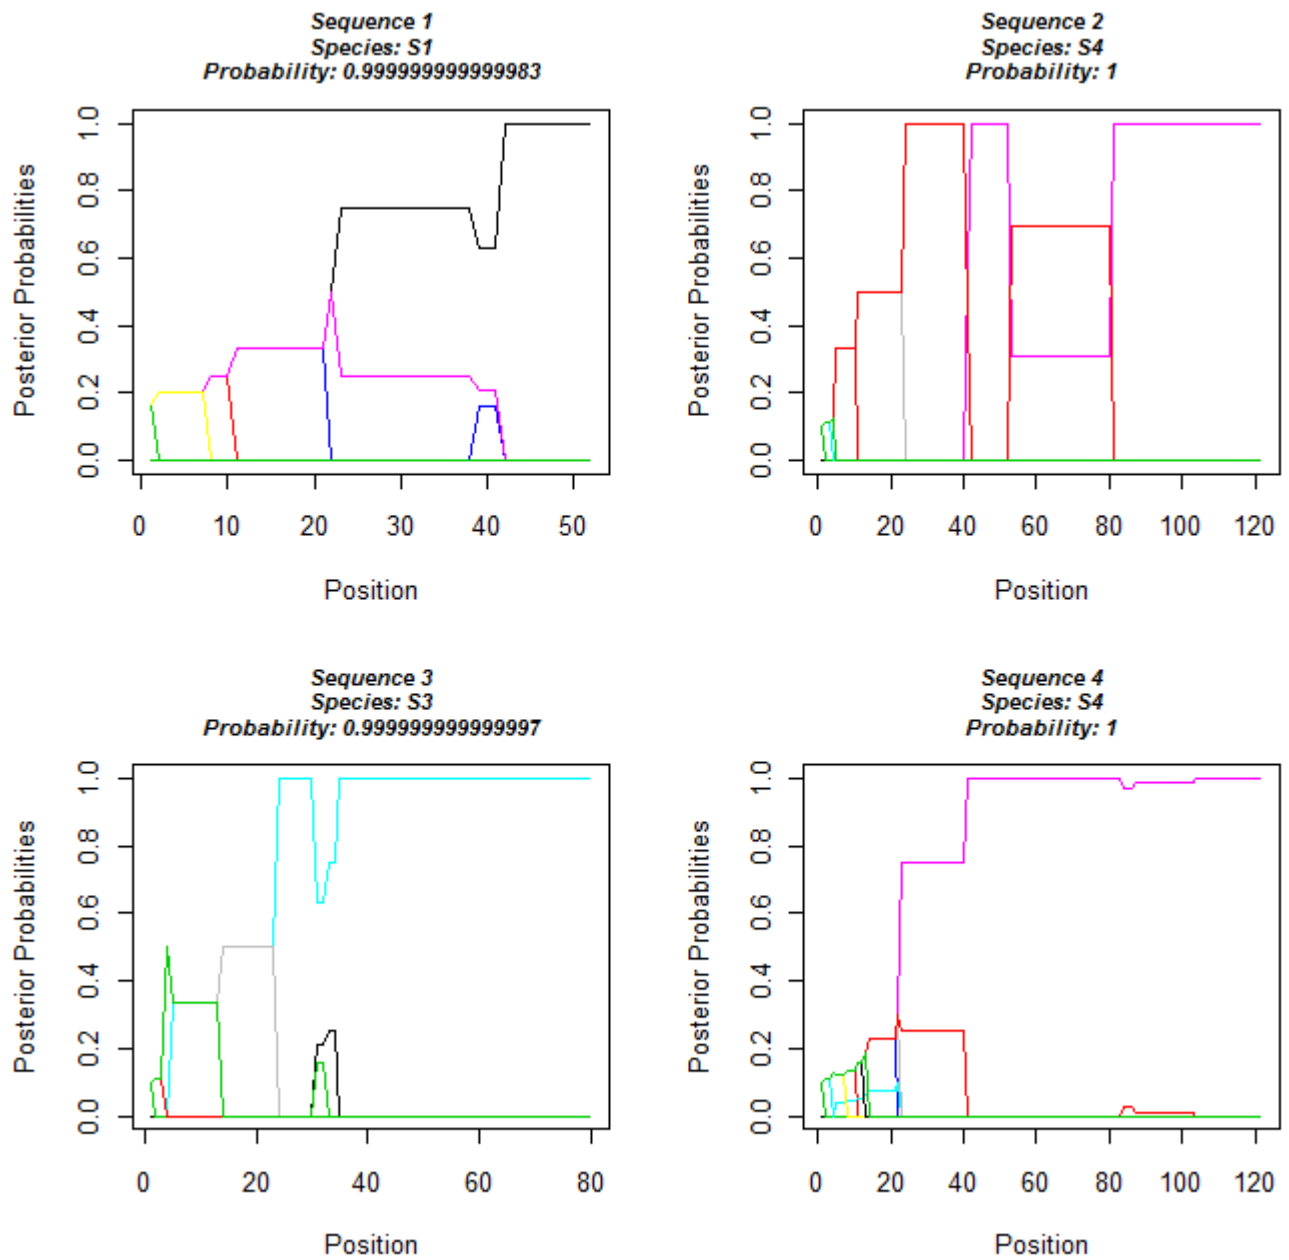 Sequence 1
Species: S1
Probability: 0.999999999999983
Posterior Probabilities
0.0 0.2 0.4 0.6 0.8 1.0
0 10 20 30 40 50
Position
Sequence 2
Species: S4
Probability: 1
Posterior Probabilities
0.0 0.2 0.4 0.6 0.8 1.0
0 20 40 60 80 100 120
Position
Sequence 3
Species: S3
Probability: 0.999999999999997
Posterior Probabilities
0.0 0.2 0.4 0.6 0.8 1.0
0 20 40 60 80
Position
Sequence 4
Species: S4
Probability: 1
Posterior Probabilities
0.0 0.2 0.4 0.6 0.8 1.0
0 20 40 60 80 100 120
Position